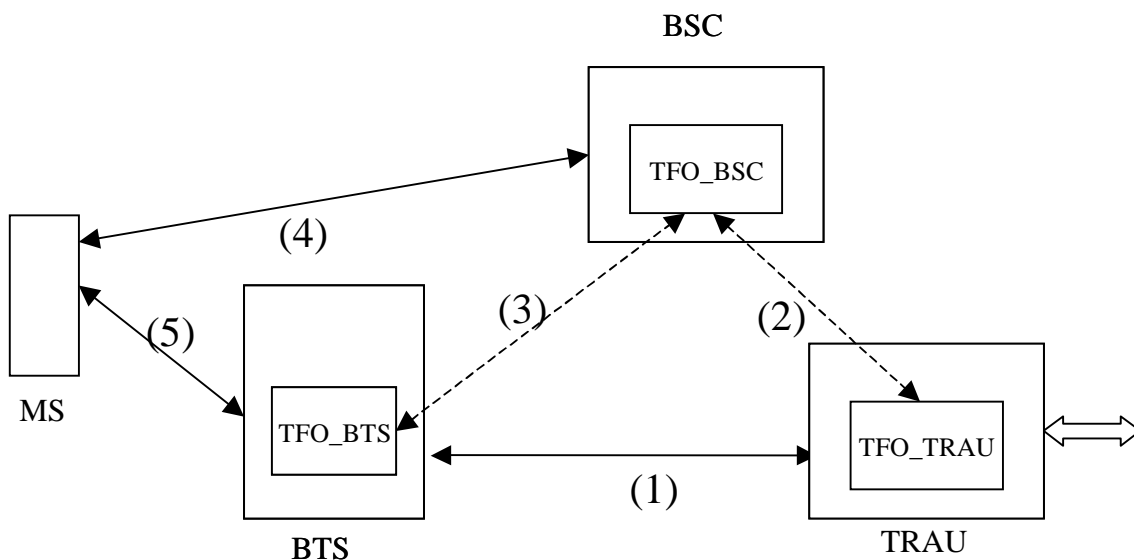 BSC
TFO_BSC
(4)
(3)
(2)
(5)
MS
TFO_BTS
TFO_TRAU
(1)
BTS
TRAU